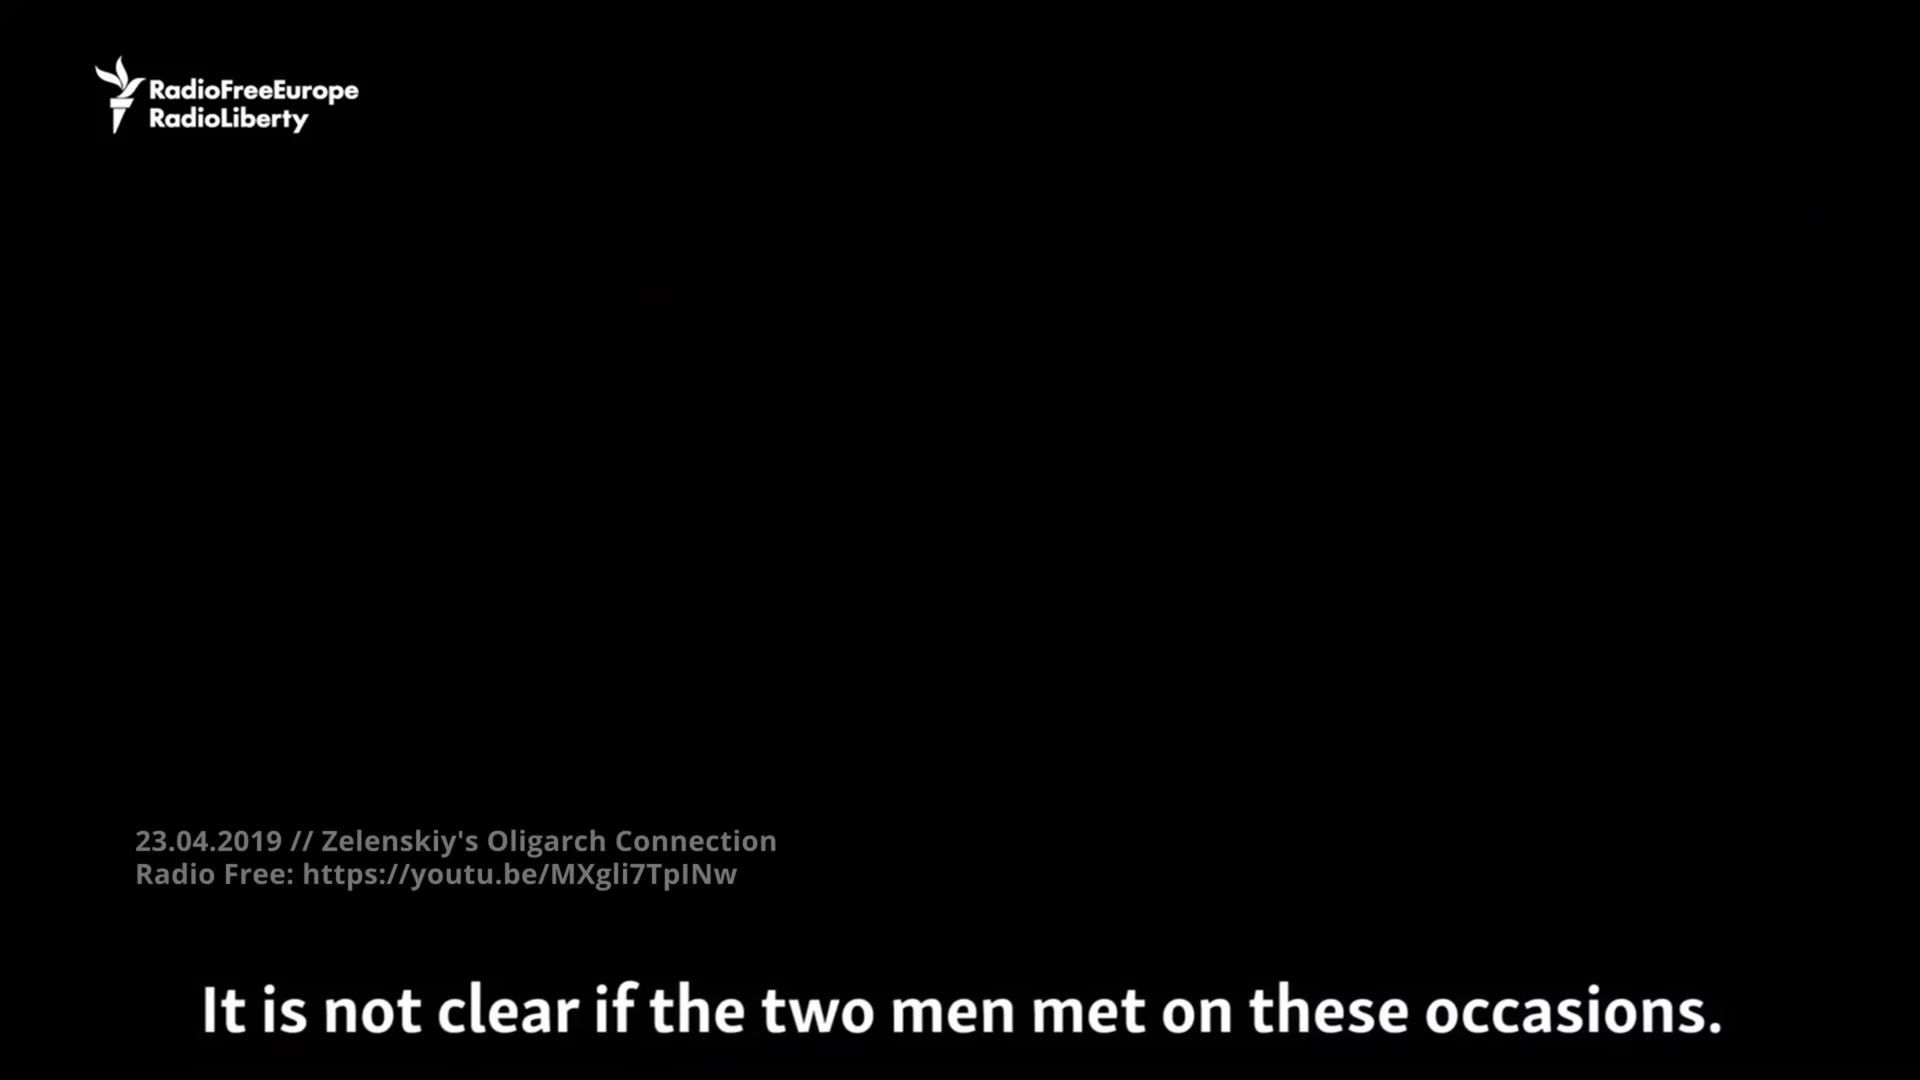 RadioFreeEurope
RadioLiberty
23.04.2019 // Zelenskiy's Oligarch Connection
Radio Free: https://youtu.be/MXgli7TpINw
It is not clear if the two men met on these occasions.